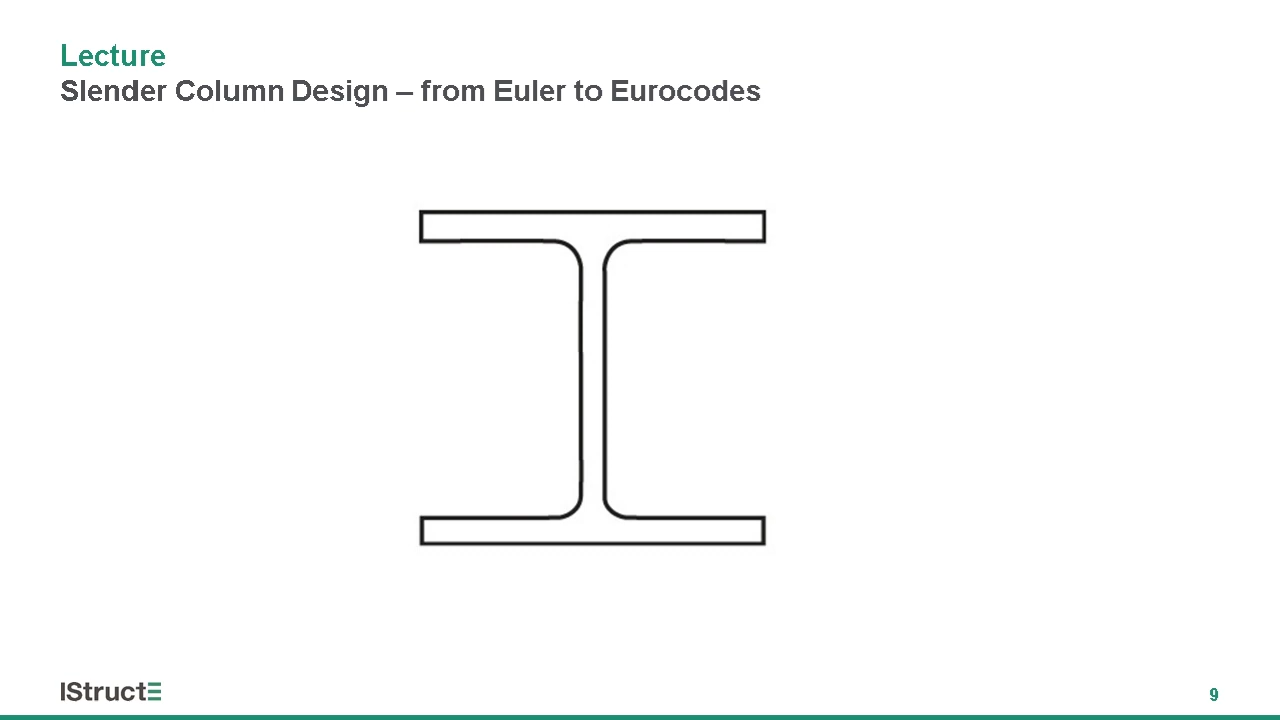 Lecture
Slender Column Design – from Euler to Eurocodes
IStructE
9